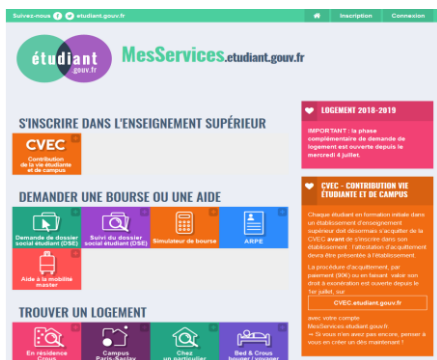 Suivez-nous etudiant.gouv.fr
Inscription
Connexion
étudiant
.gouv.fr
MesServices.etudiant.gouv.fr
S'INSCRIRE DANS L'ENSEIGNEMENT SUPÉRIEUR
CVEC
Contribution
de la vie étudiante
et de campus
DEMANDER UNE BOURSE OU UNE AIDE
Demande de dossier
social étudiant (DSE)
Suivi du dossier
social étudiant (DSE)
Simulateur de bourse
ARPE
Aide à la mobilité
master
TROUVER UN LOGEMENT
En résidence
Crous
Campus
Paris-Saclay
Chez
un particulier
Bed & Crous
bouger / voyager
LOGEMENT 2018-2019
IMPORTANT : la phase
complémentaire de demande de
logement est ouverte depuis le
mercredi 4 juillet.
CVEC - CONTRIBUTION VIE
ÉTUDIANTE ET DE CAMPUS
Chaque étudiant en formation initiale dans
un établissement d'enseignement
supérieur doit désormais s'acquitter de la
CVEC avant de s'inscrire dans son
établissement : l'attestation d'acquittement
devra être présentée à l'établissement.
La procédure d'acquittement, par
paiement (90€) ou en faisant valoir son
droit à exonération est ouverte depuis le
1er juillet, sur
CVEC.etudiant.gouv.fr
avec votre compte
MesServices.etudiant.gouv.fr.
Si vous n'en avez pas encore, pensez à
vous en créer un dès maintenant !